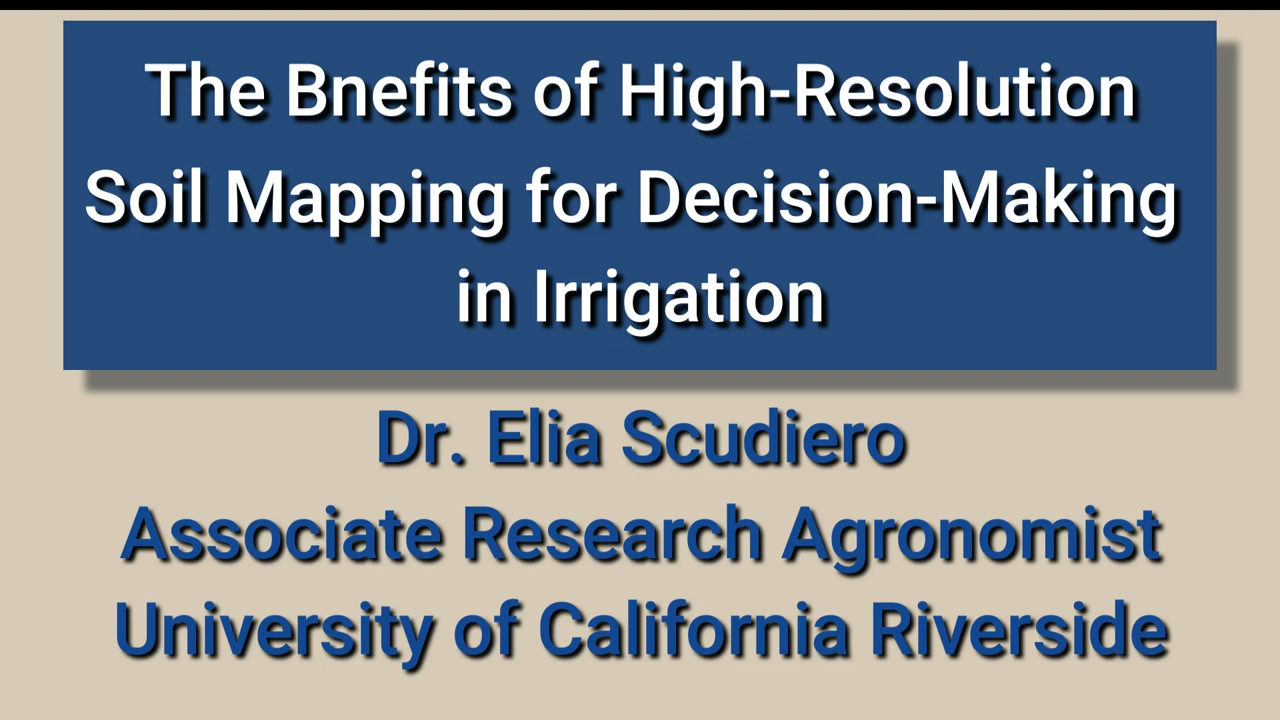 The Bnefits of High-Resolution
Soil Mapping for Decision-Making
in Irrigation
Dr. Elia Scudiero
Associate Research Agronomist
University of California Riverside